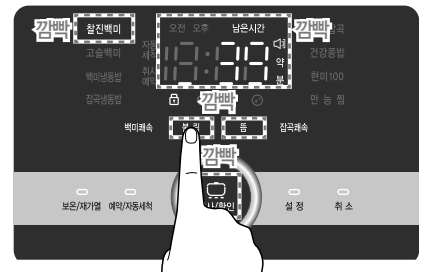 깜빡 깜빡
찰진백미 오전 오후 남은시간
고슬백미 자동세척 건강콩밥
백미냉동밥 취사예약 약 현미100
잡곡냉동밥 분 만능찜
깜빡
백미쾌속 뜸 잡곡쾌속
깜빡
보온/재가열 예약/자동세척 /확인 설정 취소